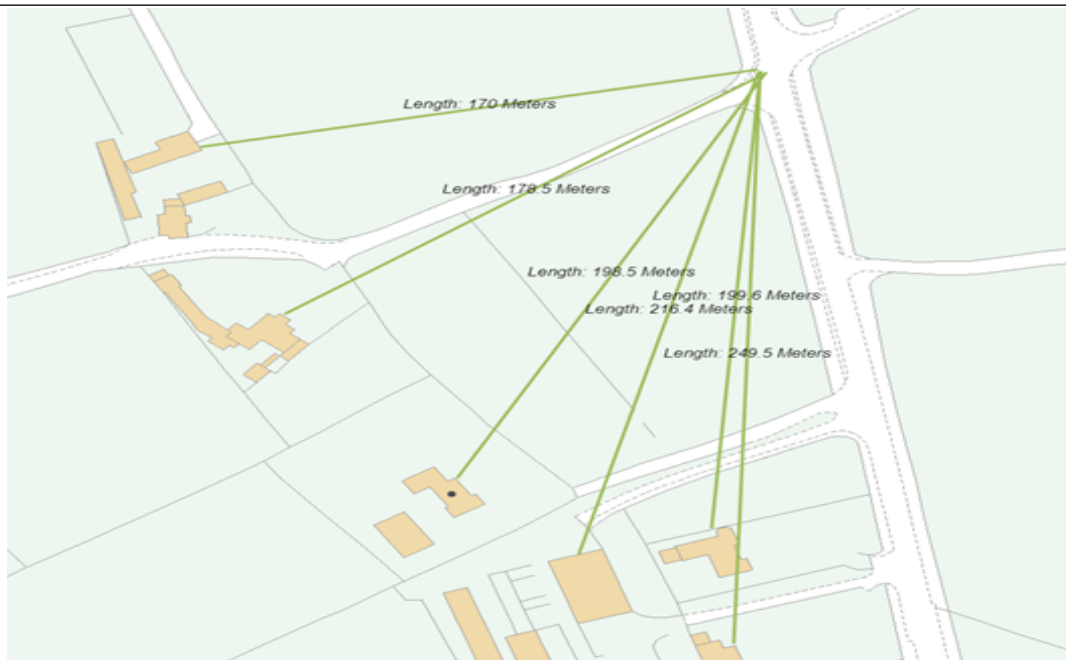 Length: 170 Meters
Length: 178.5 Meters
Length: 198.5 Meters
Length: 199.6 Meters
Length: 216.4 Meters
Length: 249.5 Meters